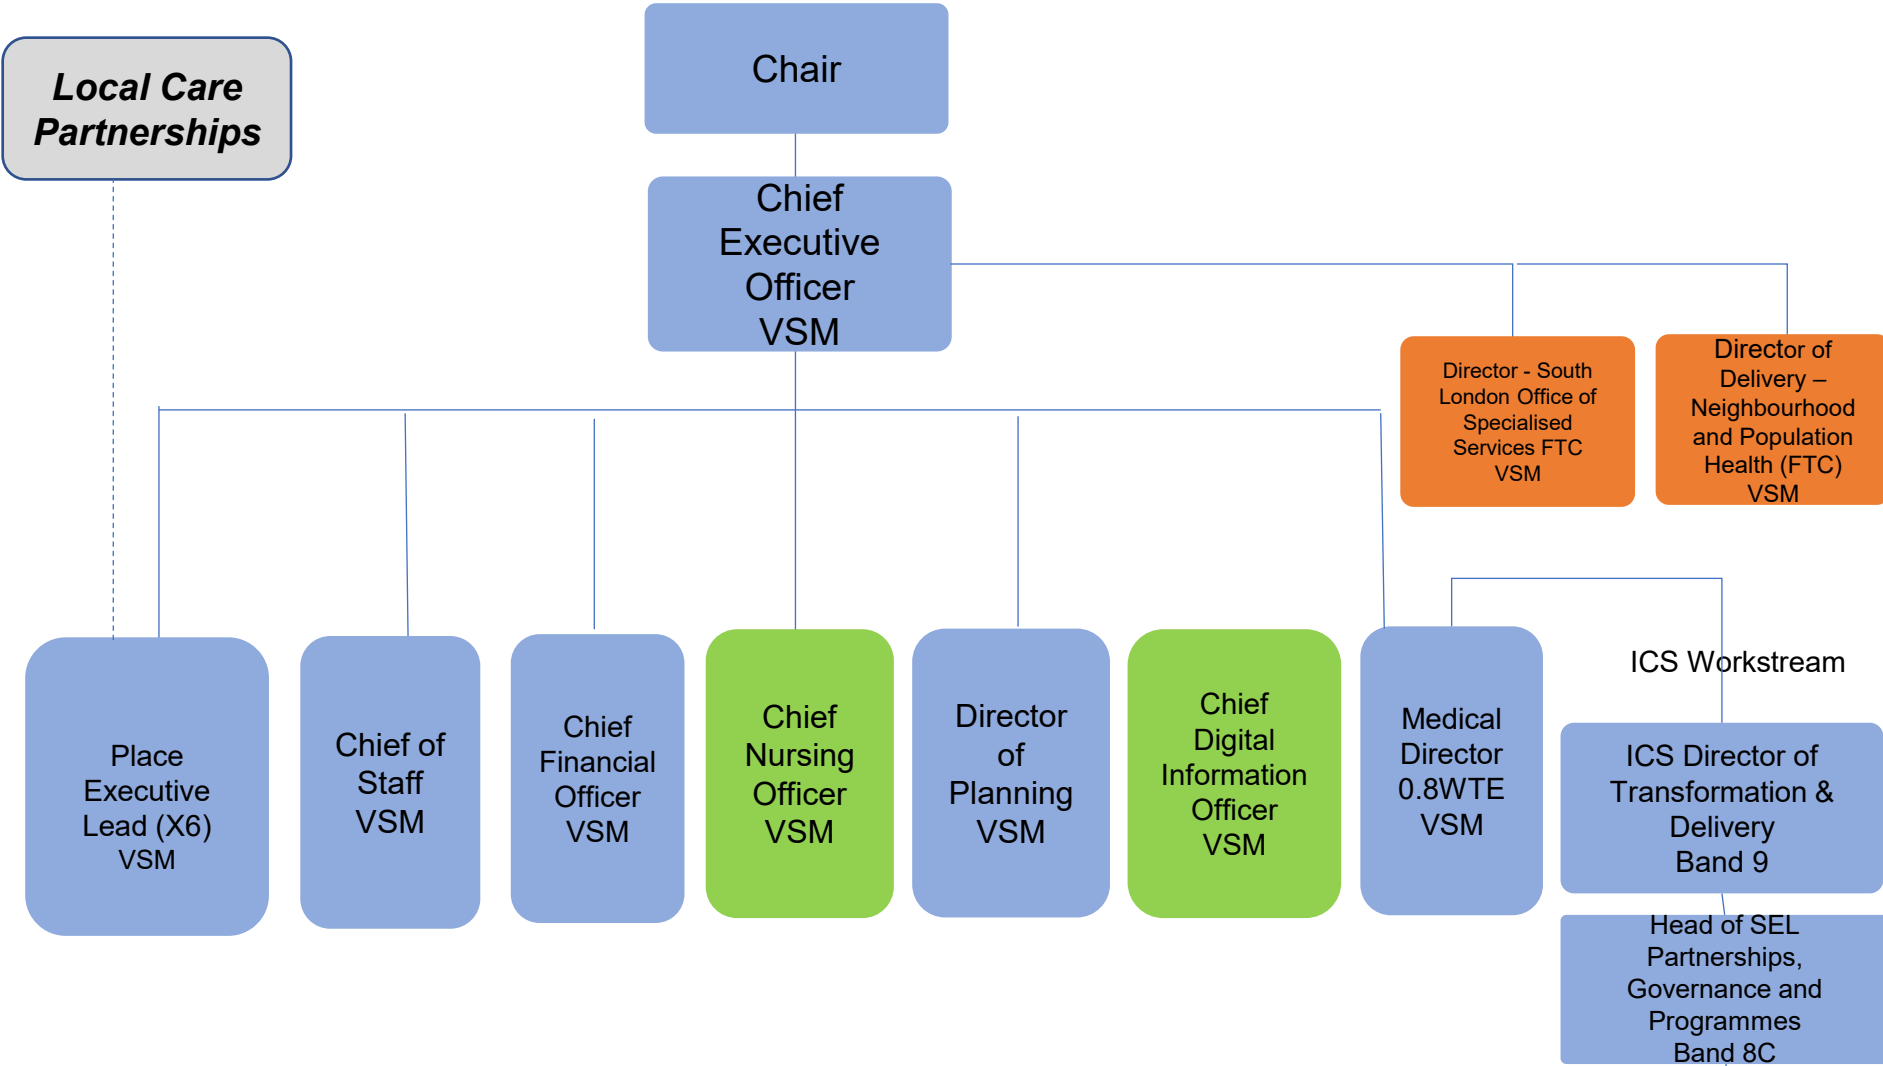 Local Care
Partnerships
Chair
Chief
Executive
Officer
VSM
Director - South
London Office of
Specialised
Services FTC
VSM
Director of
Delivery –
Neighbourhood
and Population
Health (FTC)
VSM
Place
Executive
Lead (X6)
VSM
Chief of
Staff
VSM
Chief
Financial
Officer
VSM
Chief
Nursing
Officer
VSM
Director
of
Planning
VSM
Chief
Digital
Information
Officer
VSM
Medical
Director
0.8WTE
VSM
ICS Workstream
ICS Director of
Transformation &
Delivery
Band 9
Head of SEL
Partnerships,
Governance and
Programmes
Band 8C